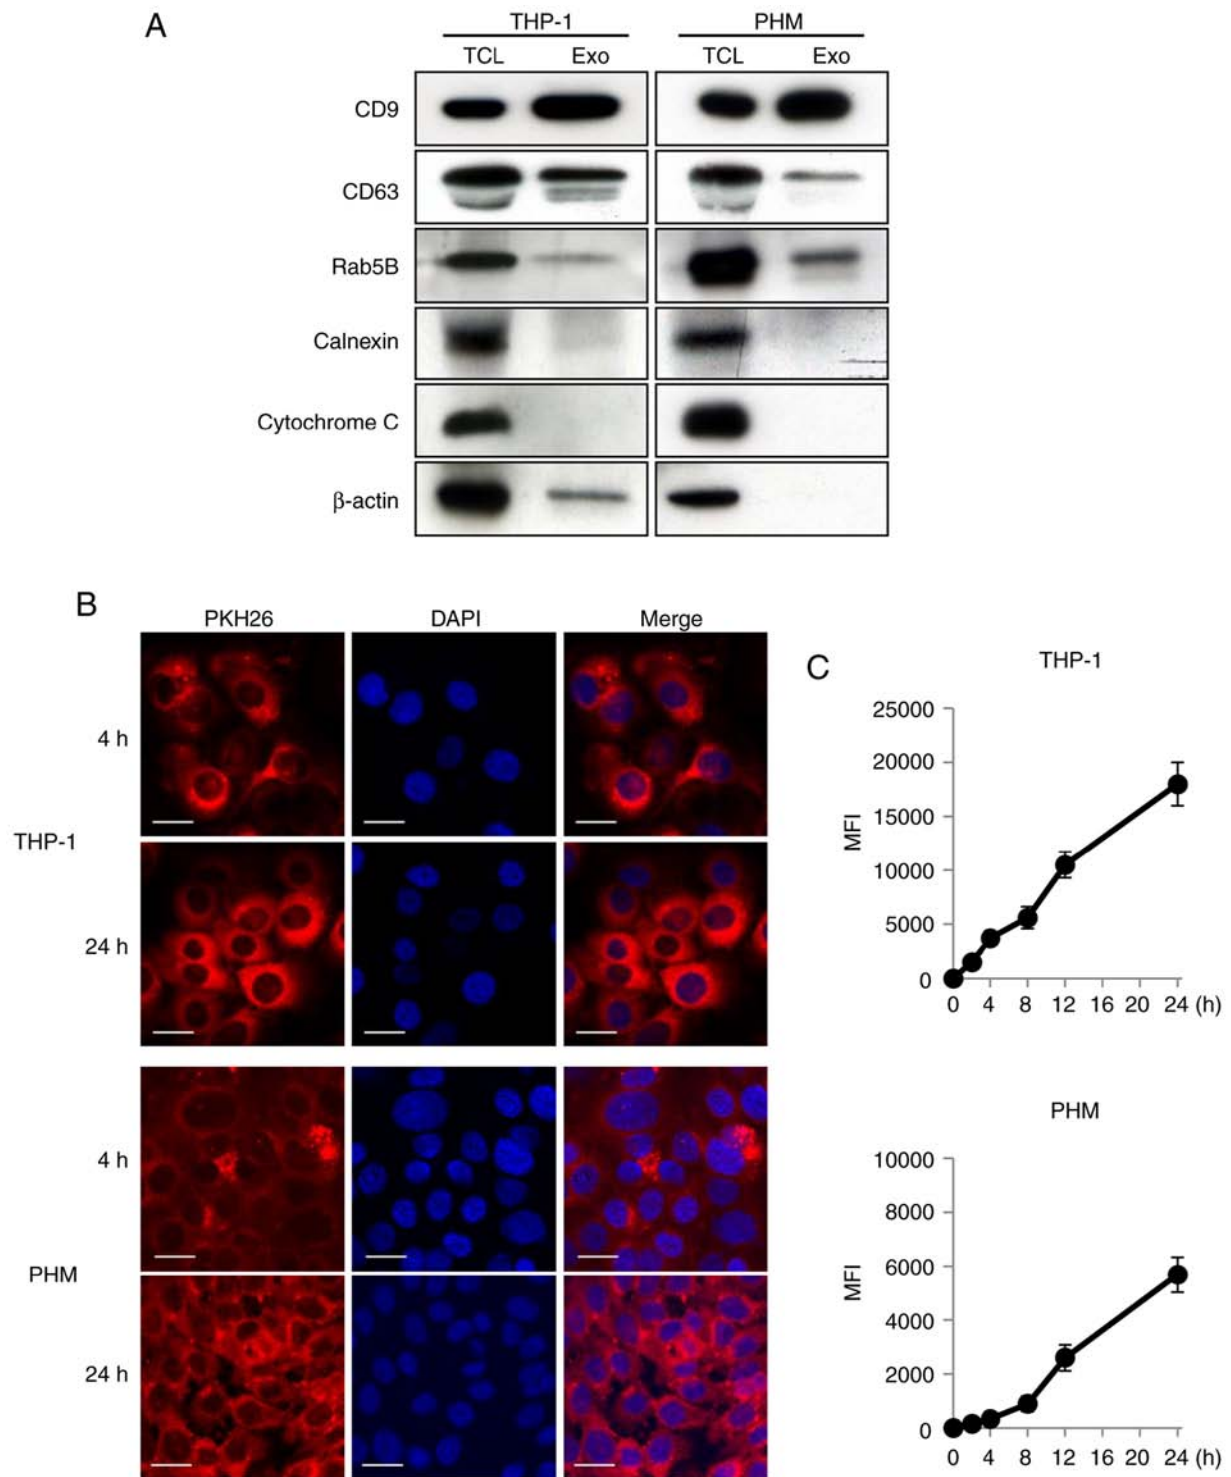 A
THP-1 PHM
TCL Exo TCL Exo
CD9
CD63
Rab5B
Calnexin
Cytochrome C
β-actin
B
PKH26 DAPI Merge
4 h
THP-1
24 h
4 h
PHM
24 h
C
THP-1
25000
20000
15000
10000
5000
0
MFI
0 4 8 12 16 20 24 (h)
PHM
10000
8000
6000
4000
2000
0
MFI
0 4 8 12 16 20 24 (h)